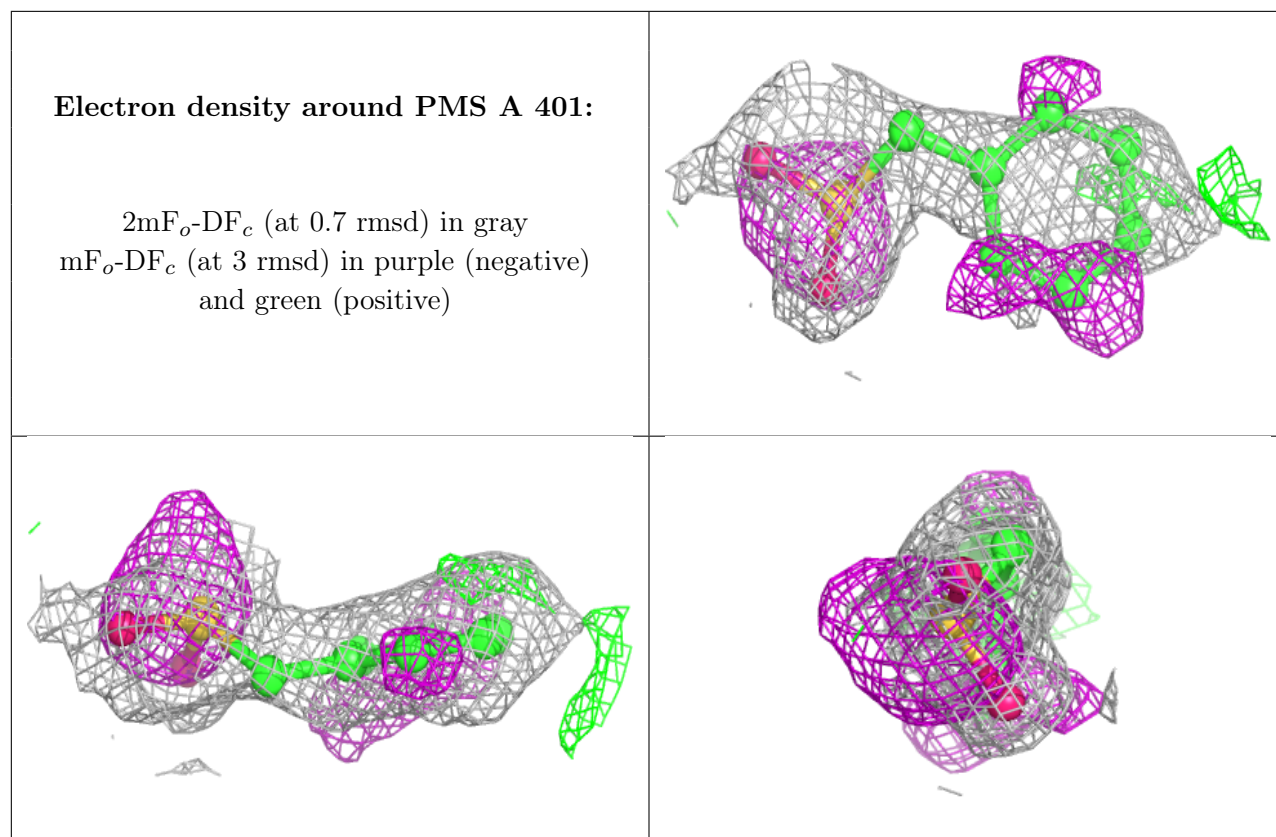 Electron density around PMS A 401:
2mFₒ-DF𝒸 (at 0.7 rmsd) in gray
mFₒ-DF𝒸 (at 3 rmsd) in purple (negative)
and green (positive)